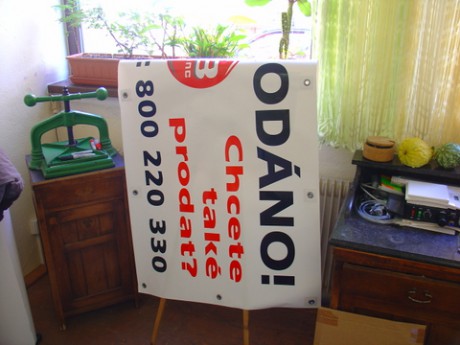 ODÁNO!
Chcete
také
prodat?
: 800 220 330